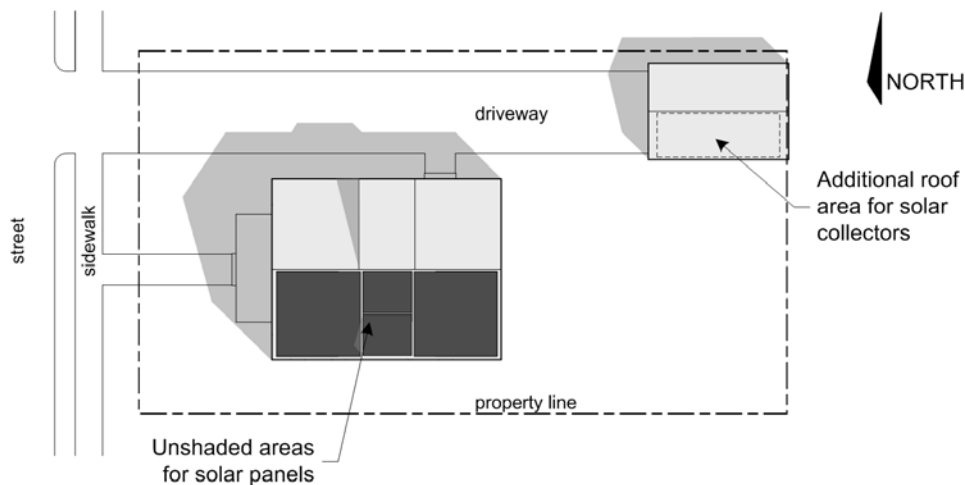 NORTH
driveway
Additional roof
area for solar
collectors
street
sidewalk
property line
Unshaded areas
for solar panels